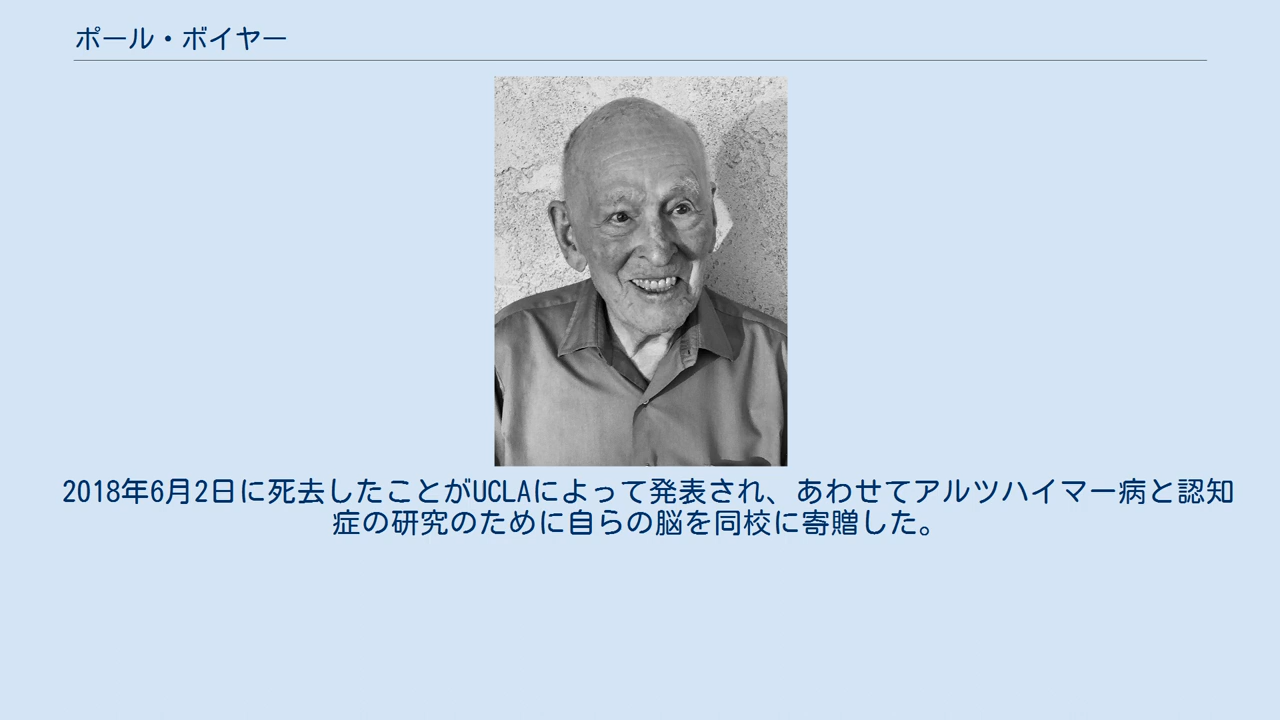 ポール・ボイヤー
2018年6月2日に死去したことがUCLAによって発表され、あわせてアルツハイマー病と認知
症の研究のために自らの脳を同校に寄贈した。